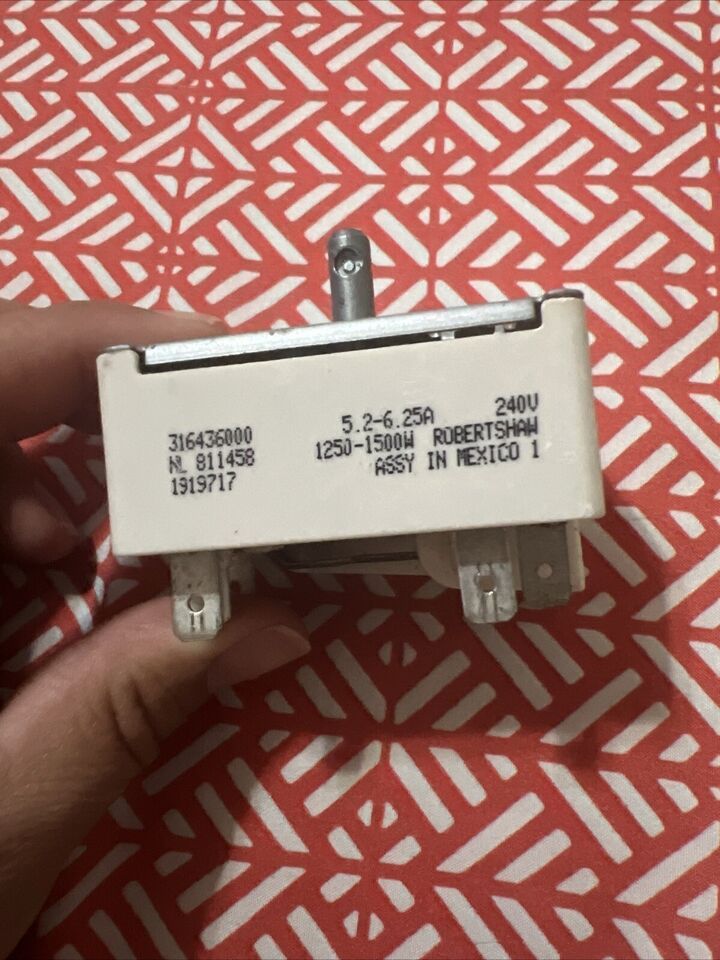 316436000
NL 811458
1919717
5.2-6.25A 240V
1250-1500W ROBERTSHAW
ASSY IN MEXICO 1